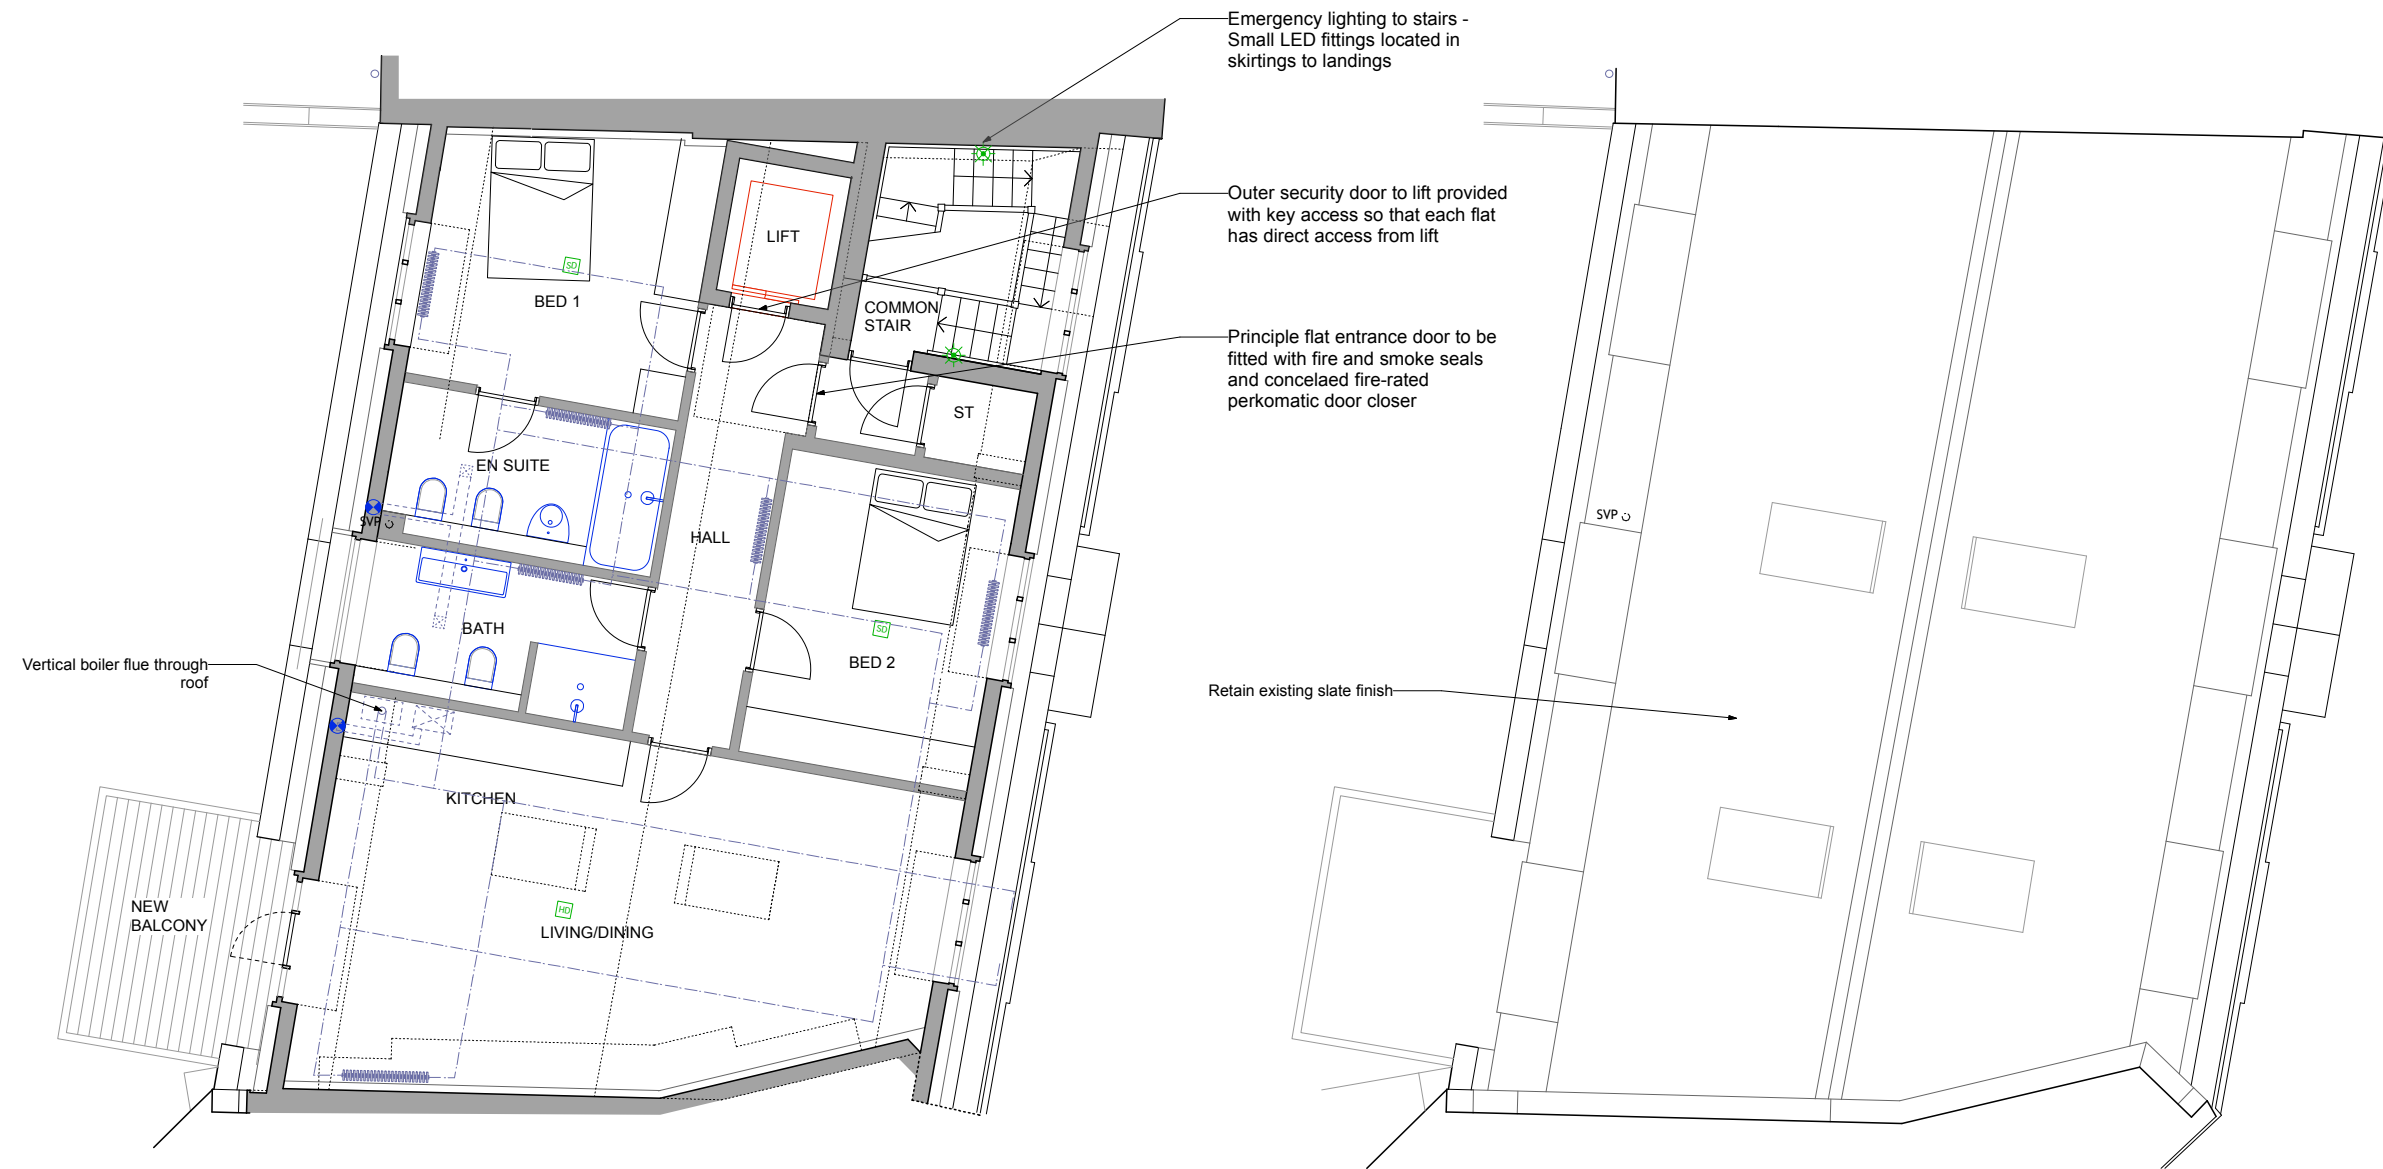 Emergency lighting to stairs -
Small LED fittings located in
skirtings to landings
Outer security door to lift provided
with key access so that each flat
has direct access from lift
Principle flat entrance door to be
fitted with fire and smoke seals
and concelaed fire-rated
perkomatic door closer
LIFT
SD
BED 1
COMMON
STAIR
ST
EN SUITE
SVP
HALL
BATH
SD
BED 2
Vertical boiler flue through
roof
KITCHEN
NEW
BALCONY
HD
LIVING/DINING
SVP
Retain existing slate finish